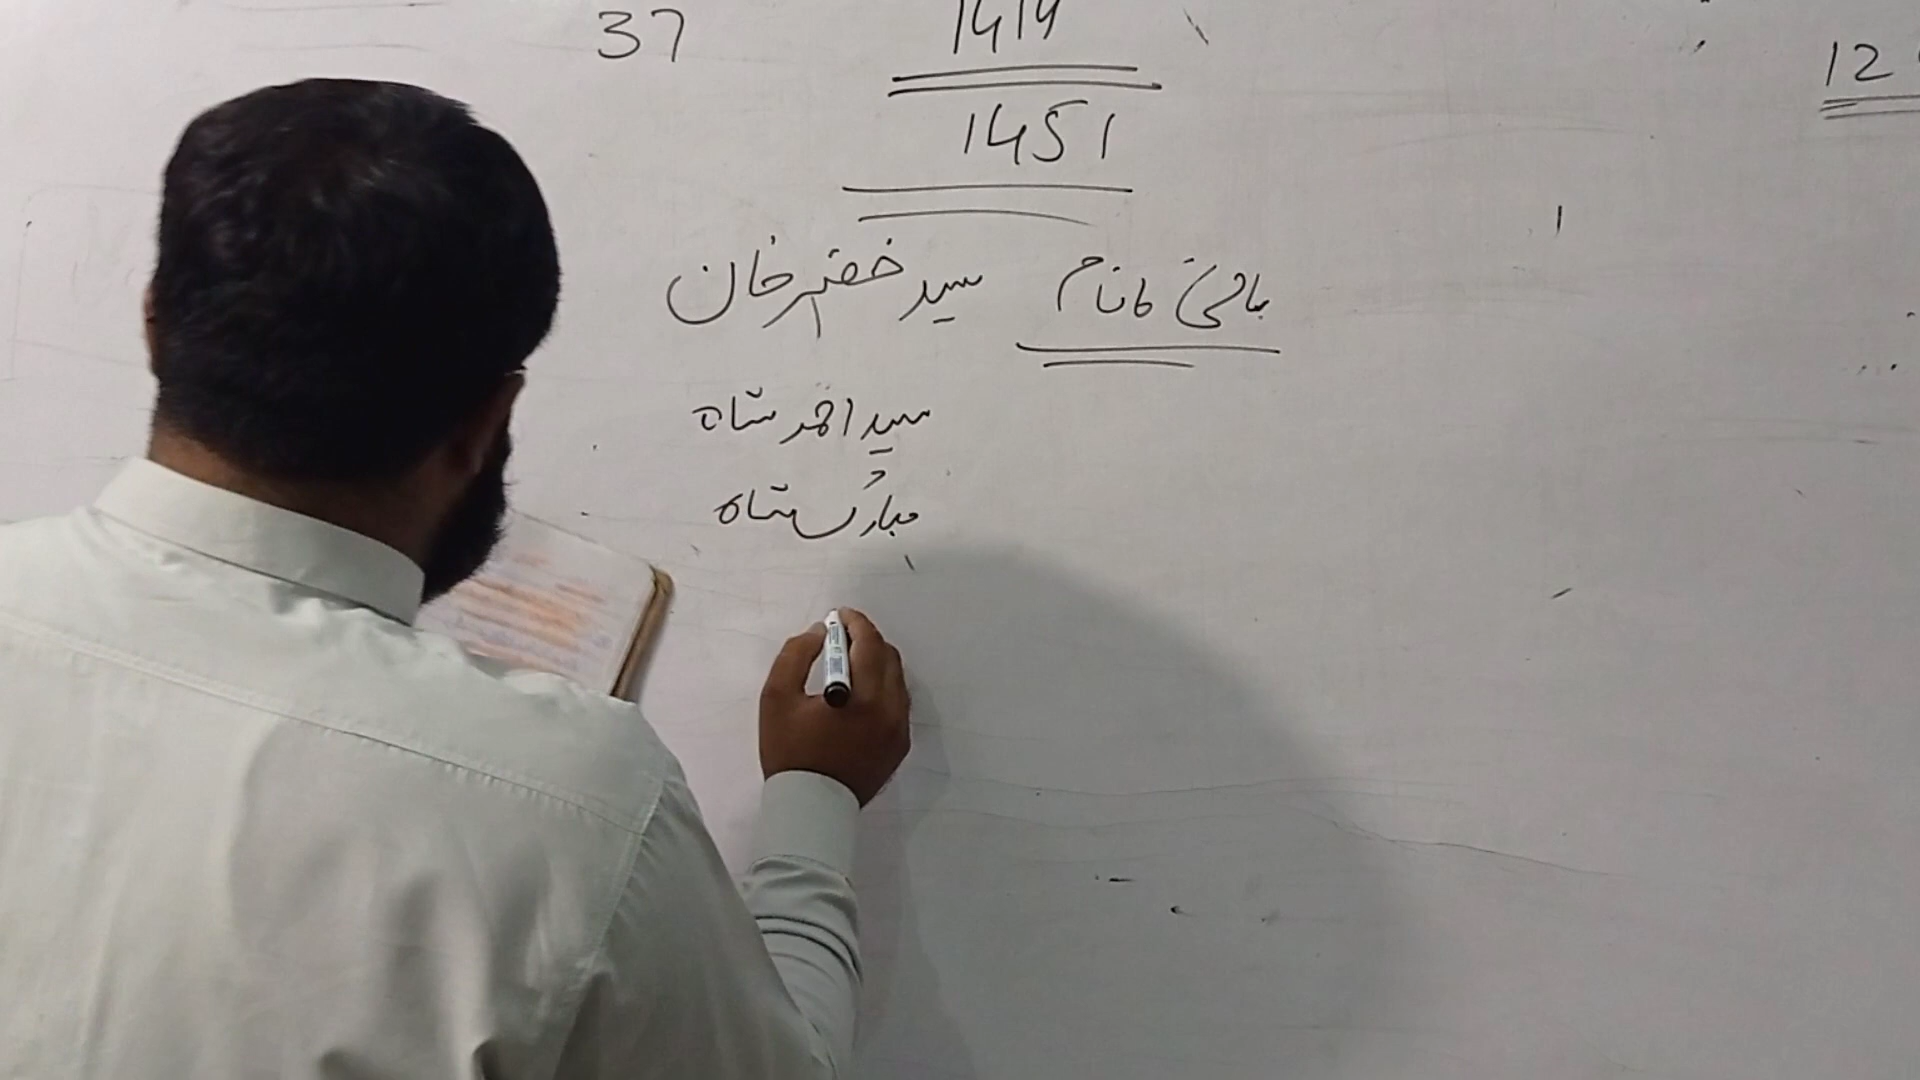 37 1414
12
1451
بانی کا نام سید خضر خان
سید احمد شاہ
مبارک شاہ